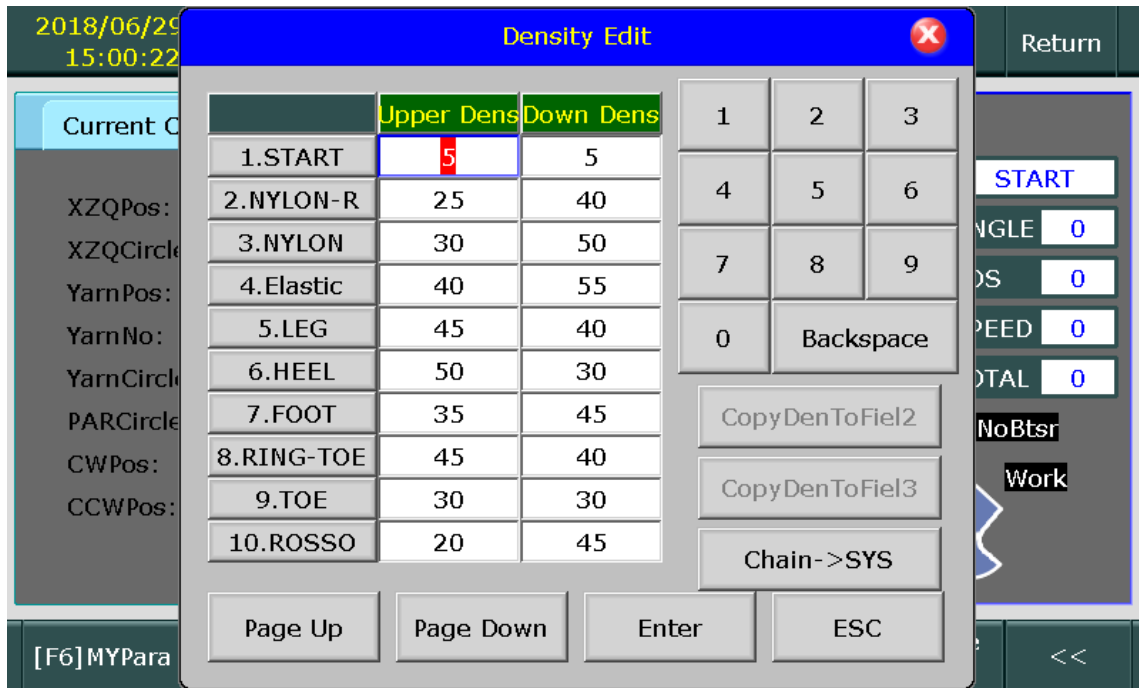 2018/06/29
15:00:22
Density Edit
Return
Current C
Upper Dens Down Dens
1.START 5 5
2.NYLON-R 25 40
3.NYLON 30 50
4.Elastic 40 55
5.LEG 45 40
6.HEEL 50 30
7.FOOT 35 45
8.RING-TOE 45 40
9.TOE 30 30
10.ROSSO 20 45
1 2 3
4 5 6
7 8 9
0 Backspace
CopyDenToFiel2
CopyDenToFiel3
Chain->SYS
Page Up Page Down Enter ESC
XZQPos:
XZQCircle
YarnPos:
YarnNo:
YarnCircle
PARCircle
CWPos:
CCWPos:
START
NGLE 0
OS 0
PEED 0
OTAL 0
NoBtsr
Work
[F6]MYPara
<<